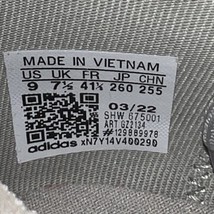 MADE IN VIETNAM
US UK FR JP CHN
9 7½ 41⅓ 260 255
03/22
SHW 675001
ART GZ2134
#129889978
adidas xN7Y14V400290